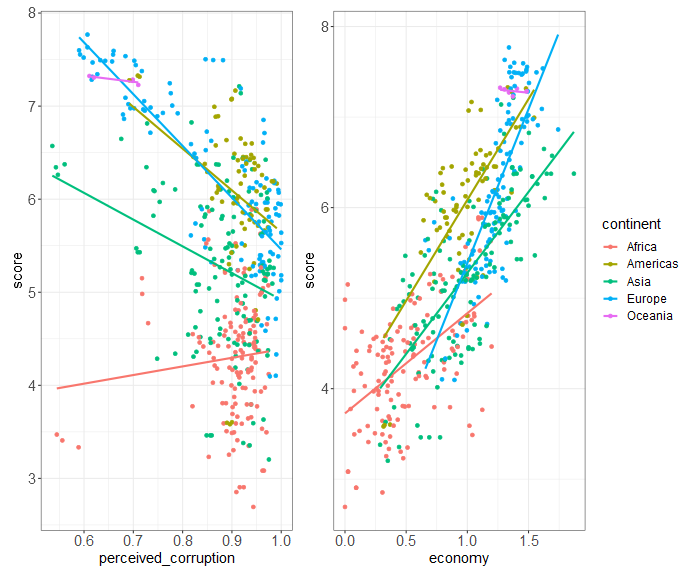 score
8
7
6
5
4
3
0.6 0.7 0.8 0.9 1.0
perceived_corruption
score
8
6
4
0.0 0.5 1.0 1.5
economy
continent
Africa
Americas
Asia
Europe
Oceania